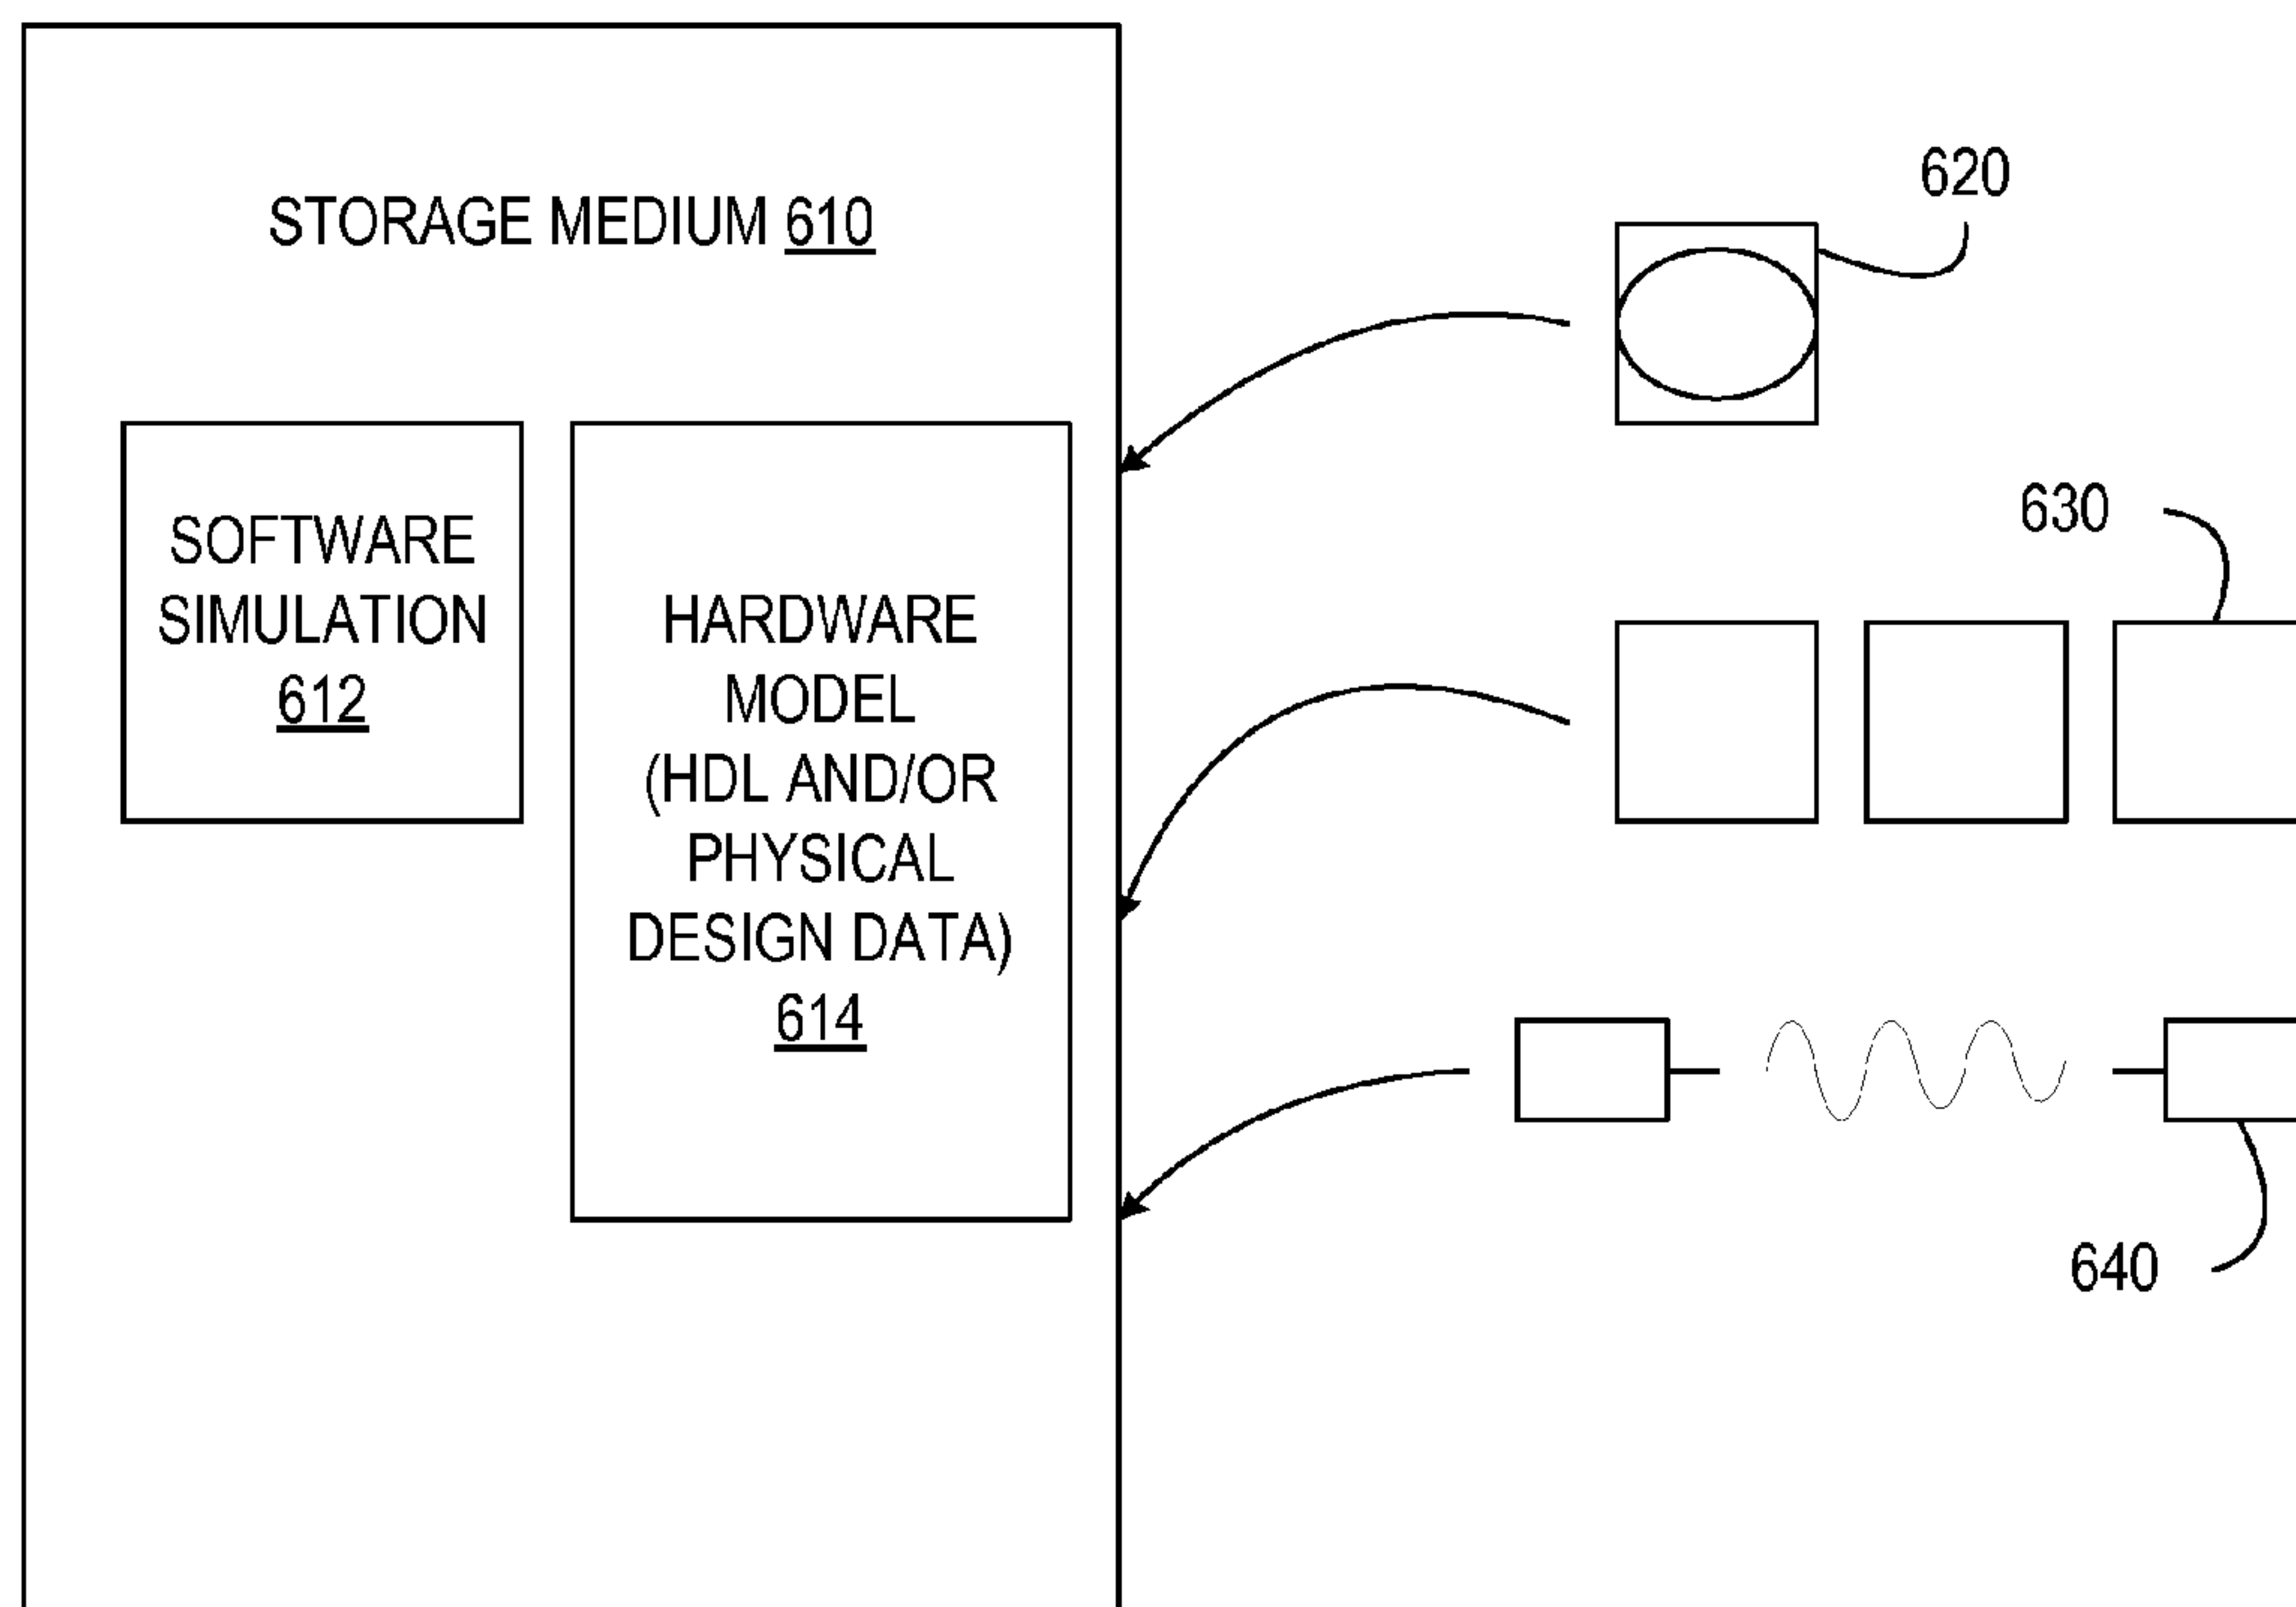 STORAGE MEDIUM 610
SOFTWARE
SIMULATION
612
HARDWARE
MODEL
(HDL AND/OR
PHYSICAL
DESIGN DATA)
614
620
630
640